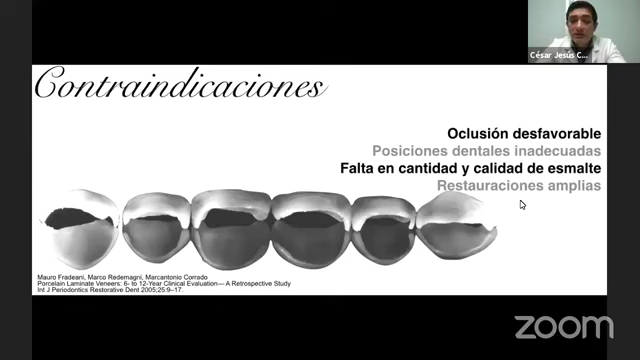 César Jesús C...
Contraindicaciones
Oclusión desfavorable
Posiciones dentales inadecuadas
Falta en cantidad y calidad de esmalte
Restauraciones amplias
Mauro Fradeani, Marco Redemagni, Marcantonio Corrado
Porcelain Laminate Veneers: 6- to 12-Year Clinical Evaluation— A Retrospective Study
Int J Periodontics Restorative Dent 2005;25:9–17.
zoom